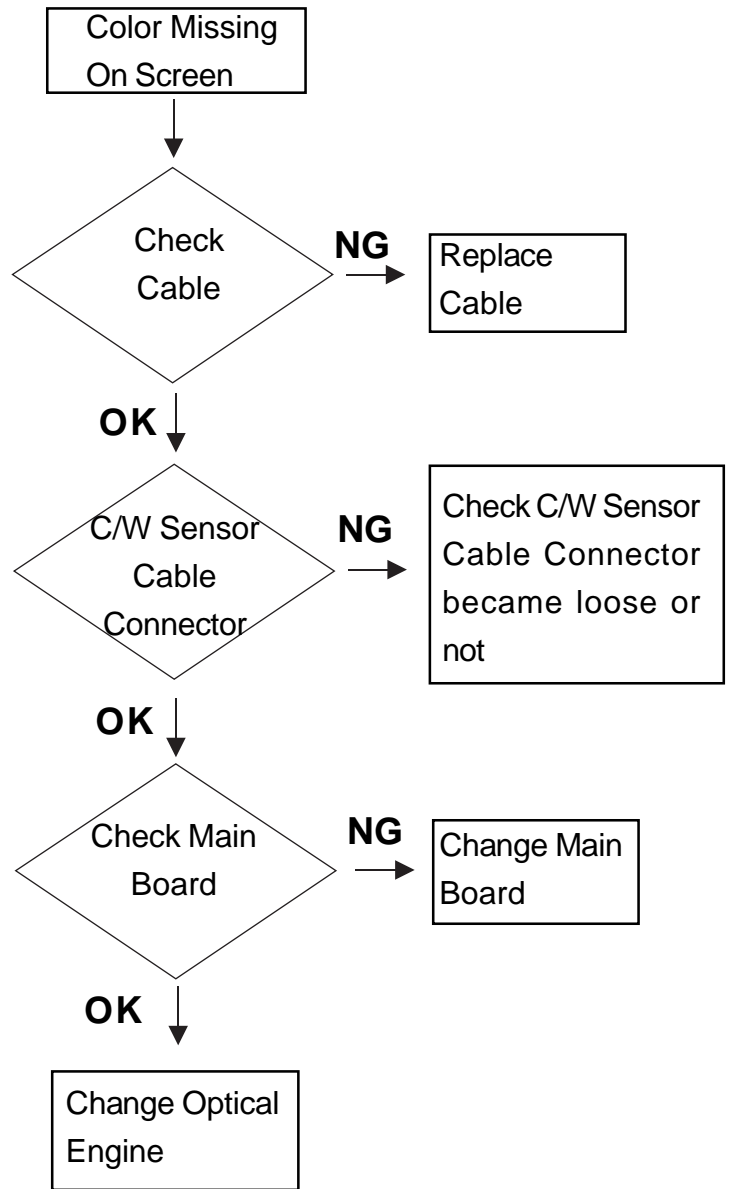 Color Missing
On Screen
Check
Cable
NG
Replace
Cable
OK
C/W Sensor
Cable
Connector
NG
Check C/W Sensor
Cable Connector
became loose or
not
OK
Check Main
Board
NG
Change Main
Board
OK
Change Optical
Engine